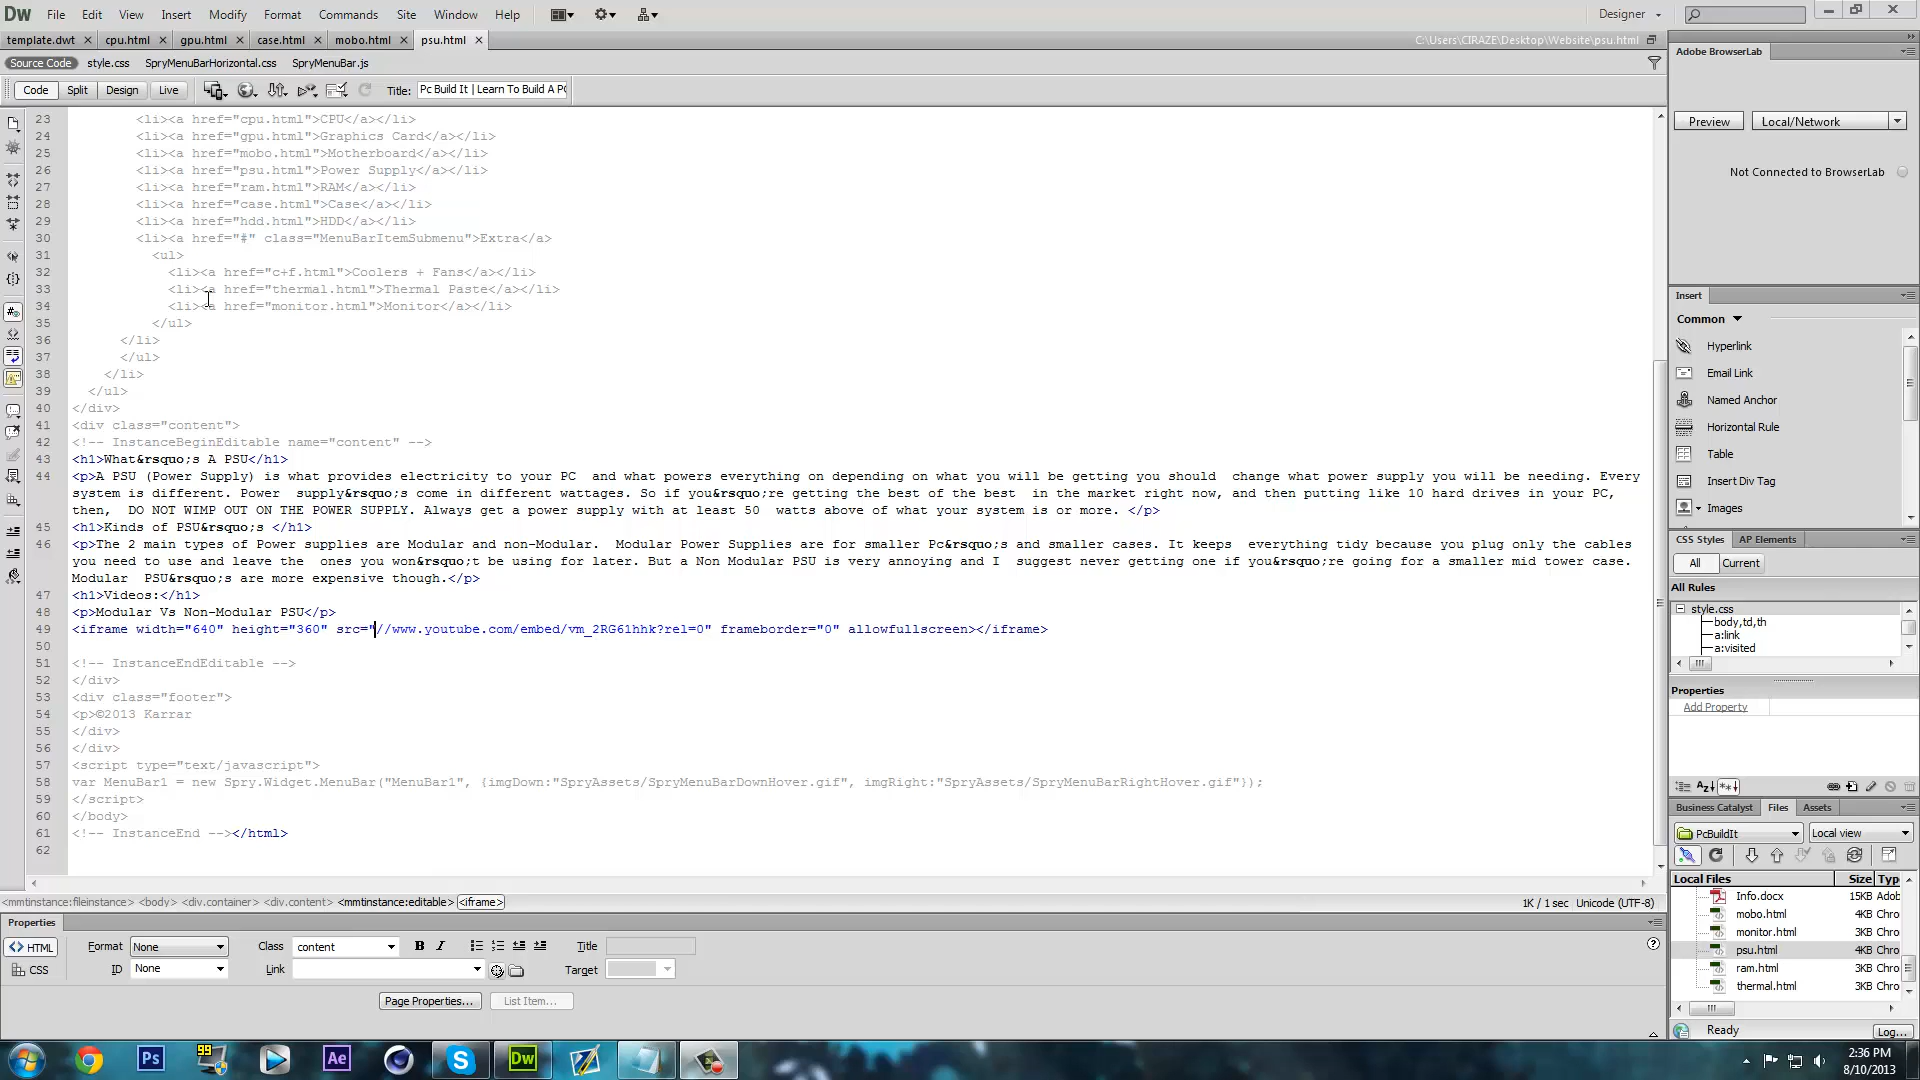 Dw File Edit View Insert Modify Format Commands Site Window Help Designer
template.dwt cpu.html gpu.html case.html mobo.html psu.html C:\Users\CIRAZE\Desktop\Website\psu.html
Source Code style.css SpryMenuBarHorizontal.css SpryMenuBar.js
Code Split Design Live Title: Pc Build It | Learn To Build A PC
23 <li><a href="cpu.html">CPU</a></li>
24 <li><a href="gpu.html">Graphics Card</a></li>
25 <li><a href="mobo.html">Motherboard</a></li>
26 <li><a href="psu.html">Power Supply</a></li>
27 <li><a href="ram.html">RAM</a></li>
28 <li><a href="case.html">Case</a></li>
29 <li><a href="hdd.html">HDD</a></li>
30 <li><a href="#" class="MenuBarItemSubmenu">Extra</a>
31 <ul>
32 <li><a href="c+f.html">Coolers + Fans</a></li>
33 <li><a href="thermal.html">Thermal Paste</a></li>
34 <li><a href="monitor.html">Monitor</a></li>
35 </ul>
36 </li>
37 </ul>
38 </li>
39 </ul>
40 </div>
41 <div class="content">
42 <!-- InstanceBeginEditable name="content" -->
43 <h1>What&rsquo;s A PSU</h1>
44 <p>A PSU (Power Supply) is what provides electricity to your PC  and what powers everything on depending on what you will be getting you should  change what power supply you will be needing. Every
system is different. Power  supply&rsquo;s come in different wattages. So if you&rsquo;re getting the best of the best  in the market right now, and then putting like 10 hard drives in your PC,
then,  DO NOT WIMP OUT ON THE POWER SUPPLY. Always get a power supply with at least 50  watts above of what your system is or more. </p>
45 <h1>Kinds of PSU&rsquo;s </h1>
46 <p>The 2 main types of Power supplies are Modular and non-Modular.  Modular Power Supplies are for smaller Pc&rsquo;s and smaller cases. It keeps  everything tidy because you plug only the cables
you need to use and leave the  ones you won&rsquo;t be using for later. But a Non Modular PSU is very annoying and I  suggest never getting one if you&rsquo;re going for a smaller mid tower case.
Modular  PSU&rsquo;s are more expensive though.</p>
47 <h1>Videos:</h1>
48 <p>Modular Vs Non-Modular PSU</p>
49 <iframe width="640" height="360" src="//www.youtube.com/embed/vm_2RG61hhk?rel=0" frameborder="0" allowfullscreen></iframe>
50
51 <!-- InstanceEndEditable -->
52 </div>
53 <div class="footer">
54 <p>©2013 Karrar
55 </div>
56 </div>
57 <script type="text/javascript">
58 var MenuBar1 = new Spry.Widget.MenuBar("MenuBar1", {imgDown:"SpryAssets/SpryMenuBarDownHover.gif", imgRight:"SpryAssets/SpryMenuBarRightHover.gif"});
59 </script>
60 </body>
61 <!-- InstanceEnd --></html>
62
<mmtinstance:fileinstance> <body> <div.container> <div.content> <mmtinstance:editable> <iframe> 1K / 1 sec Unicode (UTF-8)
Properties
<> HTML Format None Class content B I Title
CSS ID None Link Target
Page Properties... List Item...
Adobe BrowserLab
Preview Local/Network
Not Connected to BrowserLab
Insert
Common
Hyperlink
Email Link
Named Anchor
Horizontal Rule
Table
Insert Div Tag
Images
CSS Styles AP Elements
All Current
All Rules
style.css
body,td,th
a:link
a:visited
Properties
Add Property
Business Catalyst Files Assets
PcBuildIt Local view
Local Files Size Typ
Info.docx 15KB Adob
mobo.html 4KB Chro
monitor.html 3KB Chro
psu.html 4KB Chro
ram.html 3KB Chro
thermal.html 3KB Chro
Ready Log...
Ps 99 Ae S Dw
2:36 PM
8/10/2013